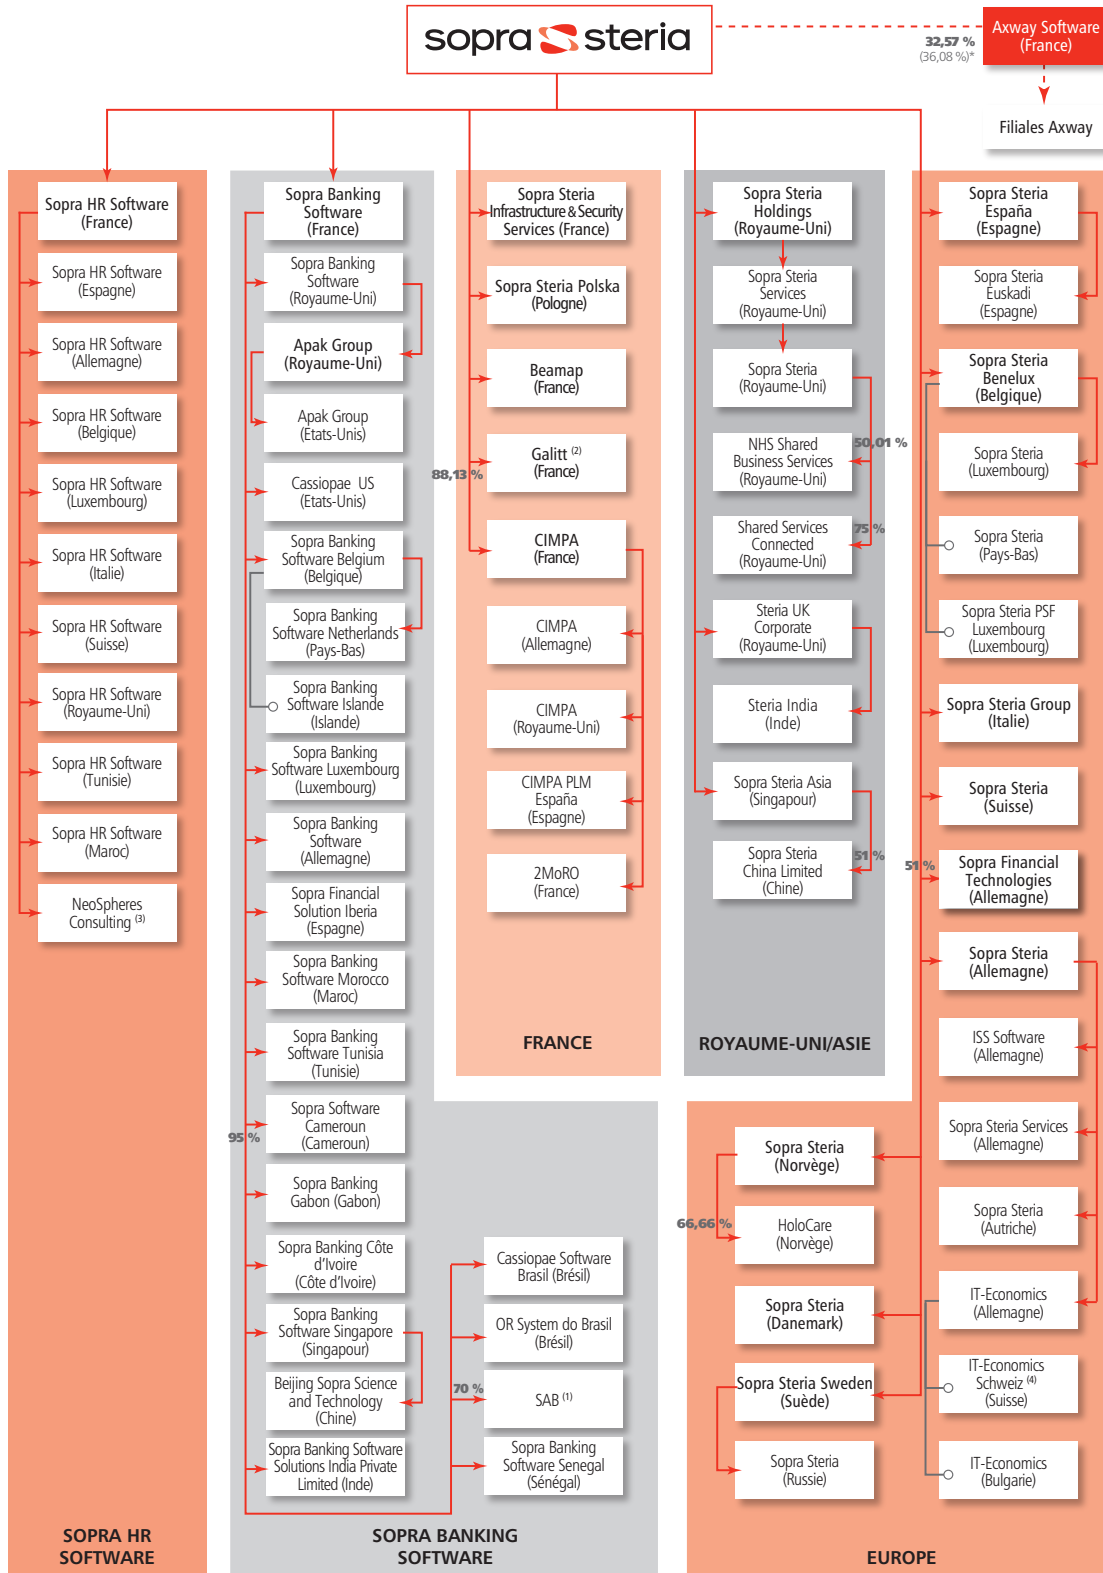 sopra steria
32,57 %
(36,08 %)*
Axway Software
(France)
Filiales Axway
Sopra HR Software
(France)
Sopra HR Software
(Espagne)
Sopra HR Software
(Allemagne)
Sopra HR Software
(Belgique)
Sopra HR Software
(Luxembourg)
Sopra HR Software
(Italie)
Sopra HR Software
(Suisse)
Sopra HR Software
(Royaume-Uni)
Sopra HR Software
(Tunisie)
Sopra HR Software
(Maroc)
NeoSpheres
Consulting (3)
SOPRA HR
SOFTWARE
Sopra Banking
Software
(France)
Sopra Banking
Software
(Royaume-Uni)
Apak Group
(Royaume-Uni)
Apak Group
(Etats-Unis)
Cassiopae US
(Etats-Unis)
Sopra Banking
Software Belgium
(Belgique)
Sopra Banking
Software Netherlands
(Pays-Bas)
Sopra Banking
Software Islande
(Islande)
Sopra Banking
Software Luxembourg
(Luxembourg)
Sopra Banking
Software
(Allemagne)
Sopra Financial
Solution Iberia
(Espagne)
Sopra Banking
Software Morocco
(Maroc)
Sopra Banking
Software Tunisia
(Tunisie)
95 %
Sopra Software
Cameroun
(Cameroun)
Sopra Banking
Gabon (Gabon)
Sopra Banking Côte
d'Ivoire
(Côte d'Ivoire)
Sopra Banking
Software Singapore
(Singapour)
Beijing Sopra Science
and Technology
(Chine)
Sopra Banking Software
Solutions India Private
Limited (Inde)
Cassiopae Software
Brasil (Brésil)
OR System do Brasil
(Brésil)
70 %
SAB (1)
Sopra Banking
Software Senegal
(Sénégal)
SOPRA BANKING
SOFTWARE
Sopra Steria
Infrastructure & Security
Services (France)
Sopra Steria Polska
(Pologne)
Beamap
(France)
88,13 %
Galitt (2)
(France)
CIMPA
(France)
CIMPA
(Allemagne)
CIMPA
(Royaume-Uni)
CIMPA PLM
España
(Espagne)
2MoRO
(France)
FRANCE
Sopra Steria
Holdings
(Royaume-Uni)
Sopra Steria
Services
(Royaume-Uni)
Sopra Steria
(Royaume-Uni)
50,01 %
NHS Shared
Business Services
(Royaume-Uni)
75 %
Shared Services
Connected
(Royaume-Uni)
Steria UK
Corporate
(Royaume-Uni)
Steria India
(Inde)
Sopra Steria Asia
(Singapour)
51 %
Sopra Steria
China Limited
(Chine)
ROYAUME-UNI/ASIE
Sopra Steria
España
(Espagne)
Sopra Steria
Euskadi
(Espagne)
Sopra Steria
Benelux
(Belgique)
Sopra Steria
(Luxembourg)
Sopra Steria
(Pays-Bas)
Sopra Steria PSF
Luxembourg
(Luxembourg)
Sopra Steria Group
(Italie)
Sopra Steria
(Suisse)
51 %
Sopra Financial
Technologies
(Allemagne)
Sopra Steria
(Allemagne)
ISS Software
(Allemagne)
Sopra Steria Services
(Allemagne)
Sopra Steria
(Autriche)
IT-Economics
(Allemagne)
IT-Economics
Schweiz (4)
(Suisse)
IT-Economics
(Bulgarie)
Sopra Steria
(Norvège)
66,66 %
HoloCare
(Norvège)
Sopra Steria
(Danemark)
Sopra Steria Sweden
(Suède)
Sopra Steria
(Russie)
EUROPE